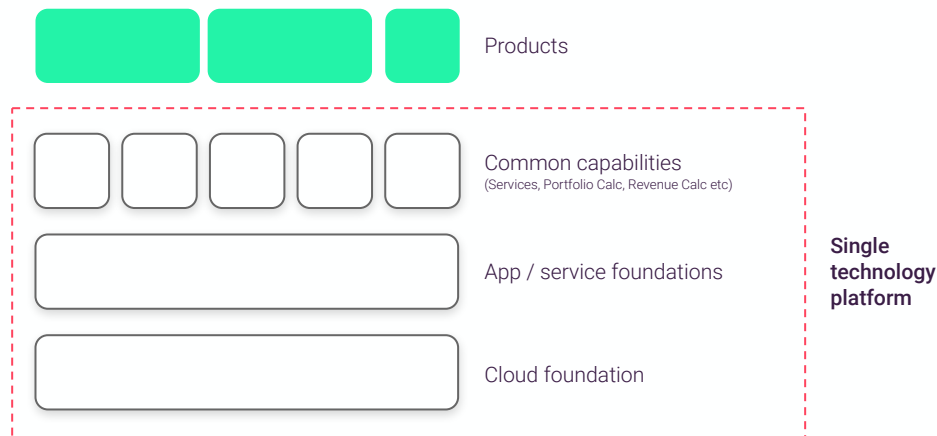 Products
Common capabilities
(Services, Portfolio Calc, Revenue Calc etc)
App / service foundations
Single
technology
platform
Cloud foundation